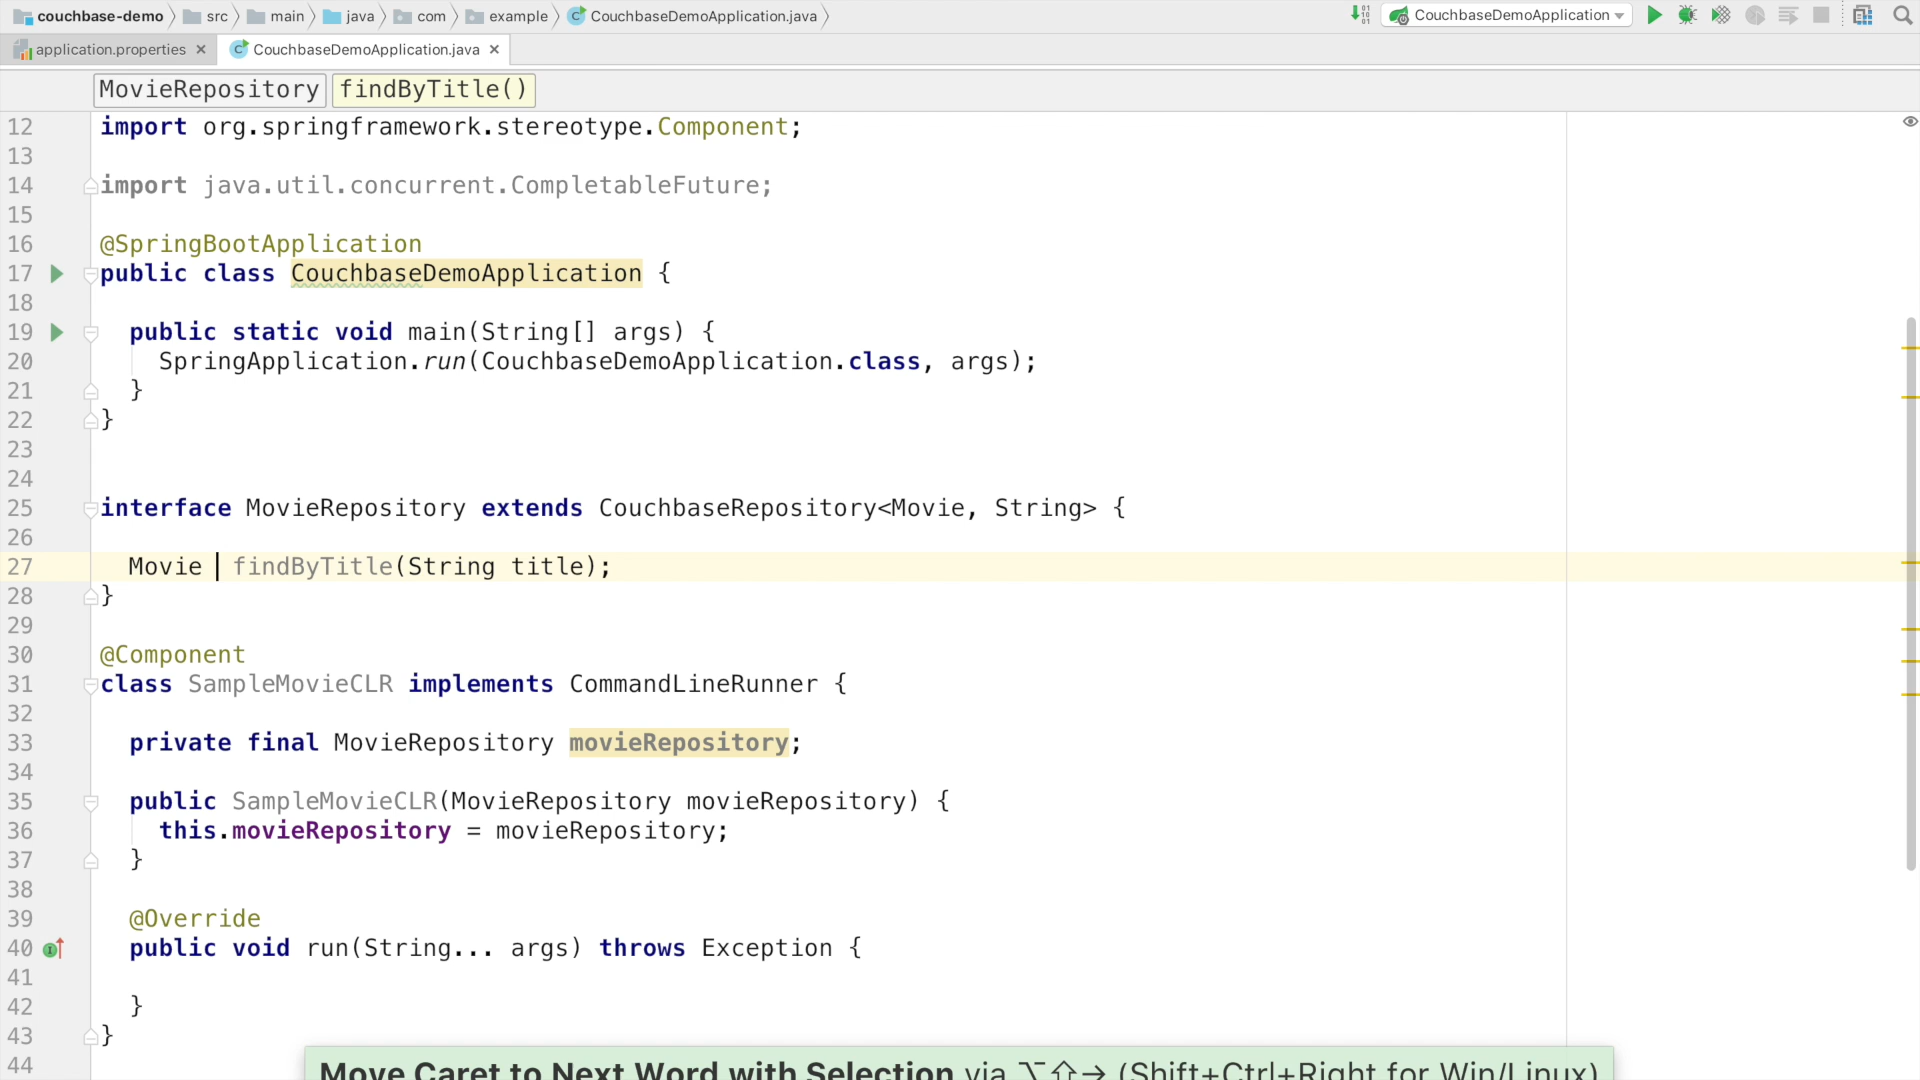 couchbase-demo src main java com example CouchbaseDemoApplication.java CouchbaseDemoApplication
application.properties CouchbaseDemoApplication.java
MovieRepository findByTitle()
12 import org.springframework.stereotype.Component;
13
14 import java.util.concurrent.CompletableFuture;
15
16 @SpringBootApplication
17 public class CouchbaseDemoApplication {
18
19 public static void main(String[] args) {
20 SpringApplication.run(CouchbaseDemoApplication.class, args);
21 }
22 }
23
24
25 interface MovieRepository extends CouchbaseRepository<Movie, String> {
26
27 Movie findByTitle(String title);
28 }
29
30 @Component
31 class SampleMovieCLR implements CommandLineRunner {
32
33 private final MovieRepository movieRepository;
34
35 public SampleMovieCLR(MovieRepository movieRepository) {
36 this.movieRepository = movieRepository;
37 }
38
39 @Override
40 public void run(String... args) throws Exception {
41
42 }
43 }
44
Move Caret to Next Word with Selection via ⌥⇧→ (Shift+Ctrl+Right for Win/Linux)